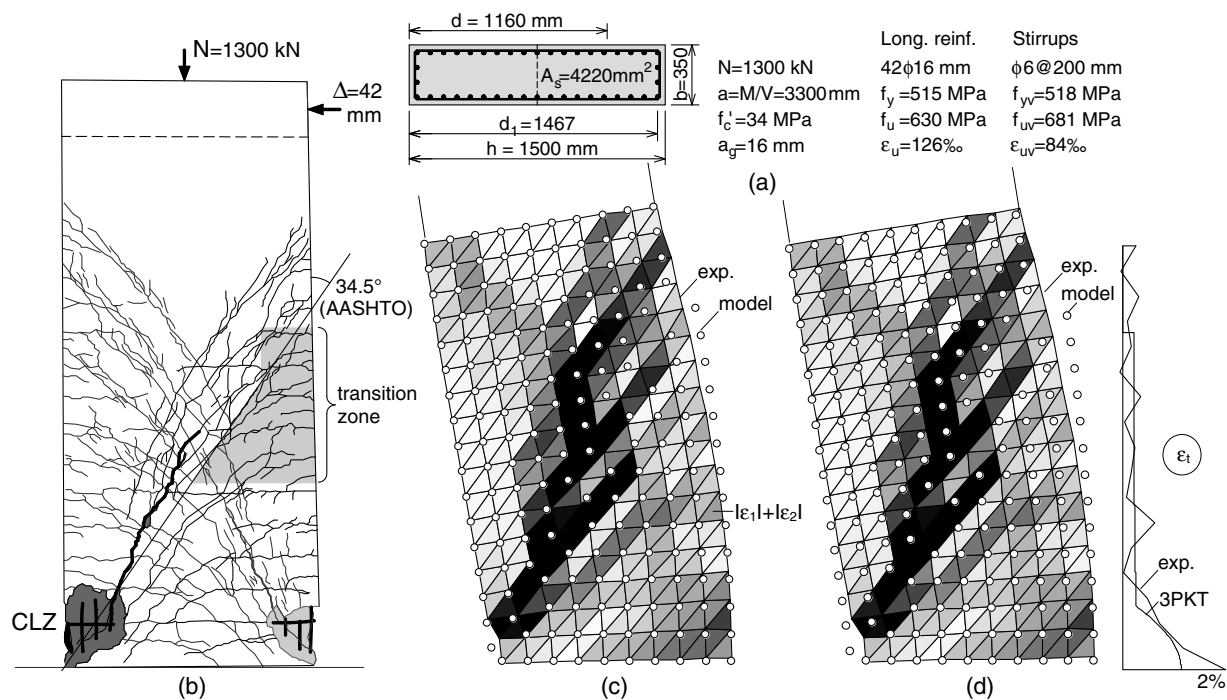 N=1300 kN
Δ=42
mm
34.5°
(AASHTO)
transition
zone
CLZ
(b)
d = 1160 mm
A_s=4220mm²
b=350
d₁=1467
h = 1500 mm
N=1300 kN
a=M/V=3300mm
f'c=34 MPa
a_g=16 mm
Long. reinf.
42ϕ16 mm
f_y=515 MPa
f_u=630 MPa
ε_u=126‰
Stirrups
ϕ6@200 mm
f_yv=518 MPa
f_uv=681 MPa
ε_uv=84‰
(a)
exp.
model
|ε₁|+|ε₂|
(c)
exp.
model
(d)
ε_t
exp.
3PKT
2%